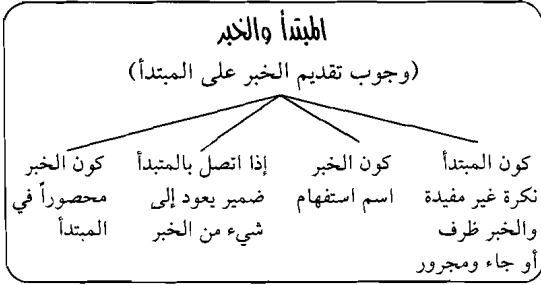 المبتدأ والخبر
(وجوب تقديم الخبر على المبتدأ)
كون المبتدأ
نكرة غير مفيدة
والخبر ظرف
أو جاء ومجرور
كون الخبر
اسم استفهام
إذا اتصل بالمتبدأ
ضمير يعود إلى
شيء من الخبر
كون الخبر
محصوراً في
المبتدأ